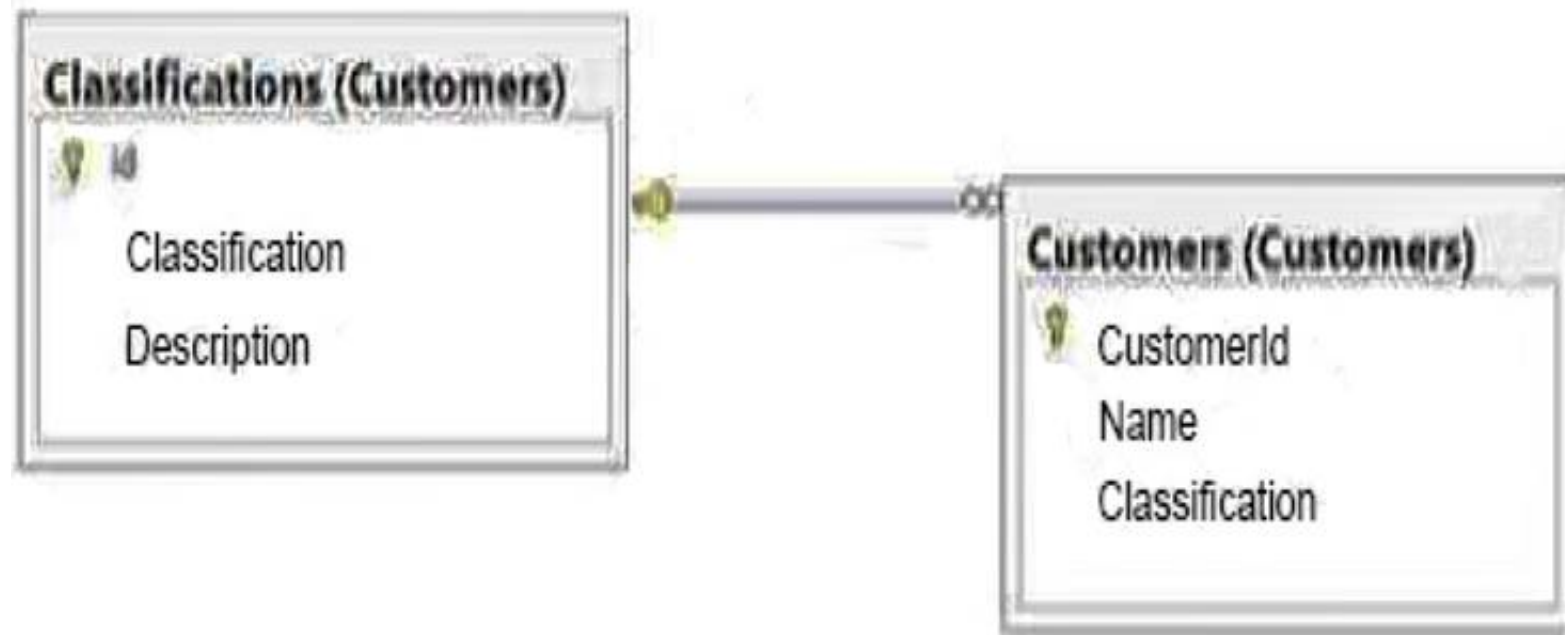 Classifications (Customers)
Id
Classification
Description
Customers (Customers)
CustomerId
Name
Classification